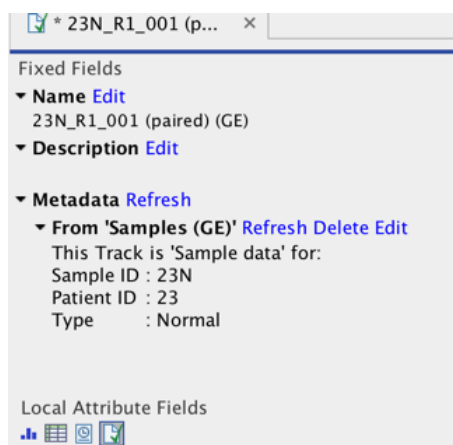 * 23N_R1_001 (p... ×
Fixed Fields
Name Edit
23N_R1_001 (paired) (GE)
Description Edit
Metadata Refresh
From 'Samples (GE)' Refresh Delete Edit
This Track is 'Sample data' for:
Sample ID : 23N
Patient ID : 23
Type : Normal
Local Attribute Fields